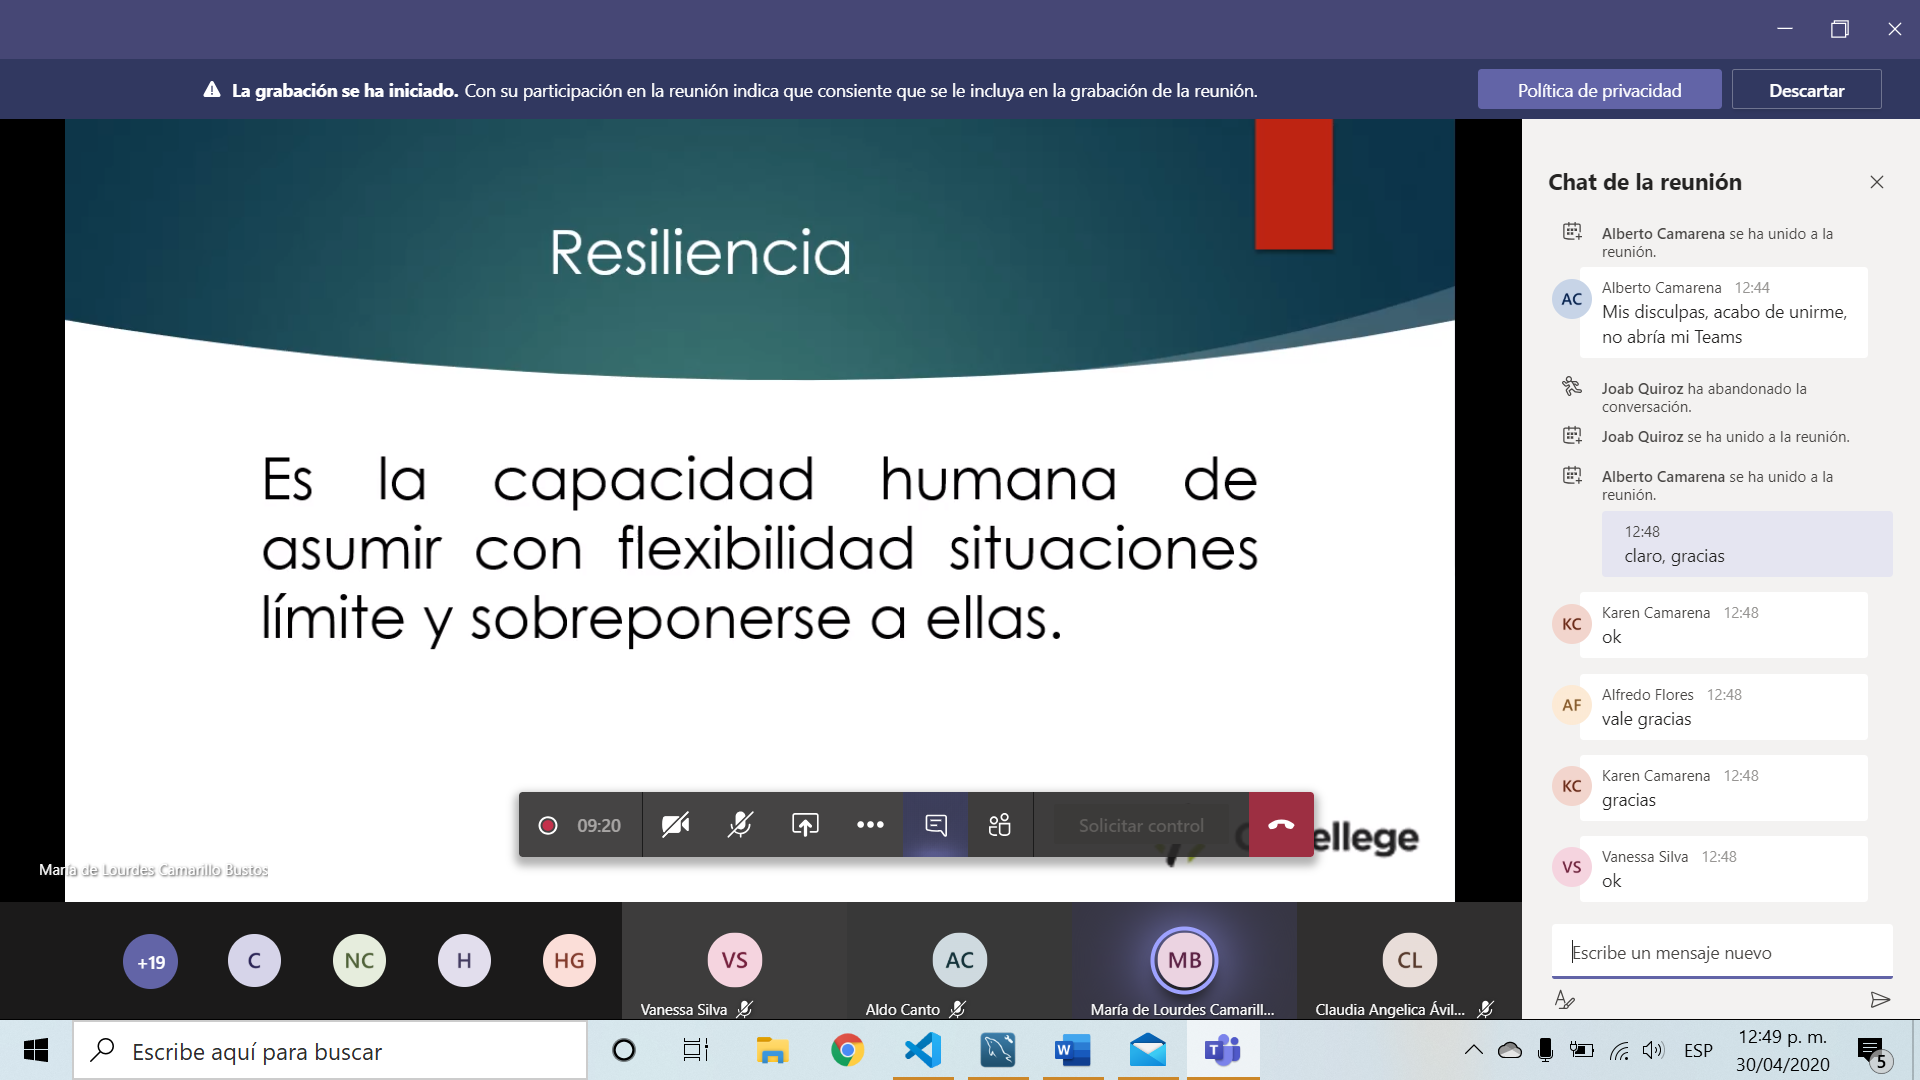 La grabación se ha iniciado. Con su participación en la reunión indica que consiente que se le incluya en la grabación de la reunión.
Política de privacidad
Descartar
Resiliencia
Es la capacidad humana de
asumir con flexibilidad situaciones
límite y sobreponerse a ellas.
09:20
Solicitar control
ellege
María de Lourdes Camarillo Bustos
+19
C
NC
H
HG
VS
Vanessa Silva
AC
Aldo Canto
MB
María de Lourdes Camarill...
CL
Claudia Angelica Ávil...
Chat de la reunión
Alberto Camarena se ha unido a la
reunión.
AC
Alberto Camarena 12:44
Mis disculpas, acabo de unirme,
no abría mi Teams
Joab Quiroz ha abandonado la
conversación.
Joab Quiroz se ha unido a la reunión.
Alberto Camarena se ha unido a la
reunión.
12:48
claro, gracias
KC
Karen Camarena 12:48
ok
AF
Alfredo Flores 12:48
vale gracias
KC
Karen Camarena 12:48
gracias
VS
Vanessa Silva 12:48
ok
Escribe un mensaje nuevo
Escribe aquí para buscar
ESP
12:49 p. m.
30/04/2020
5